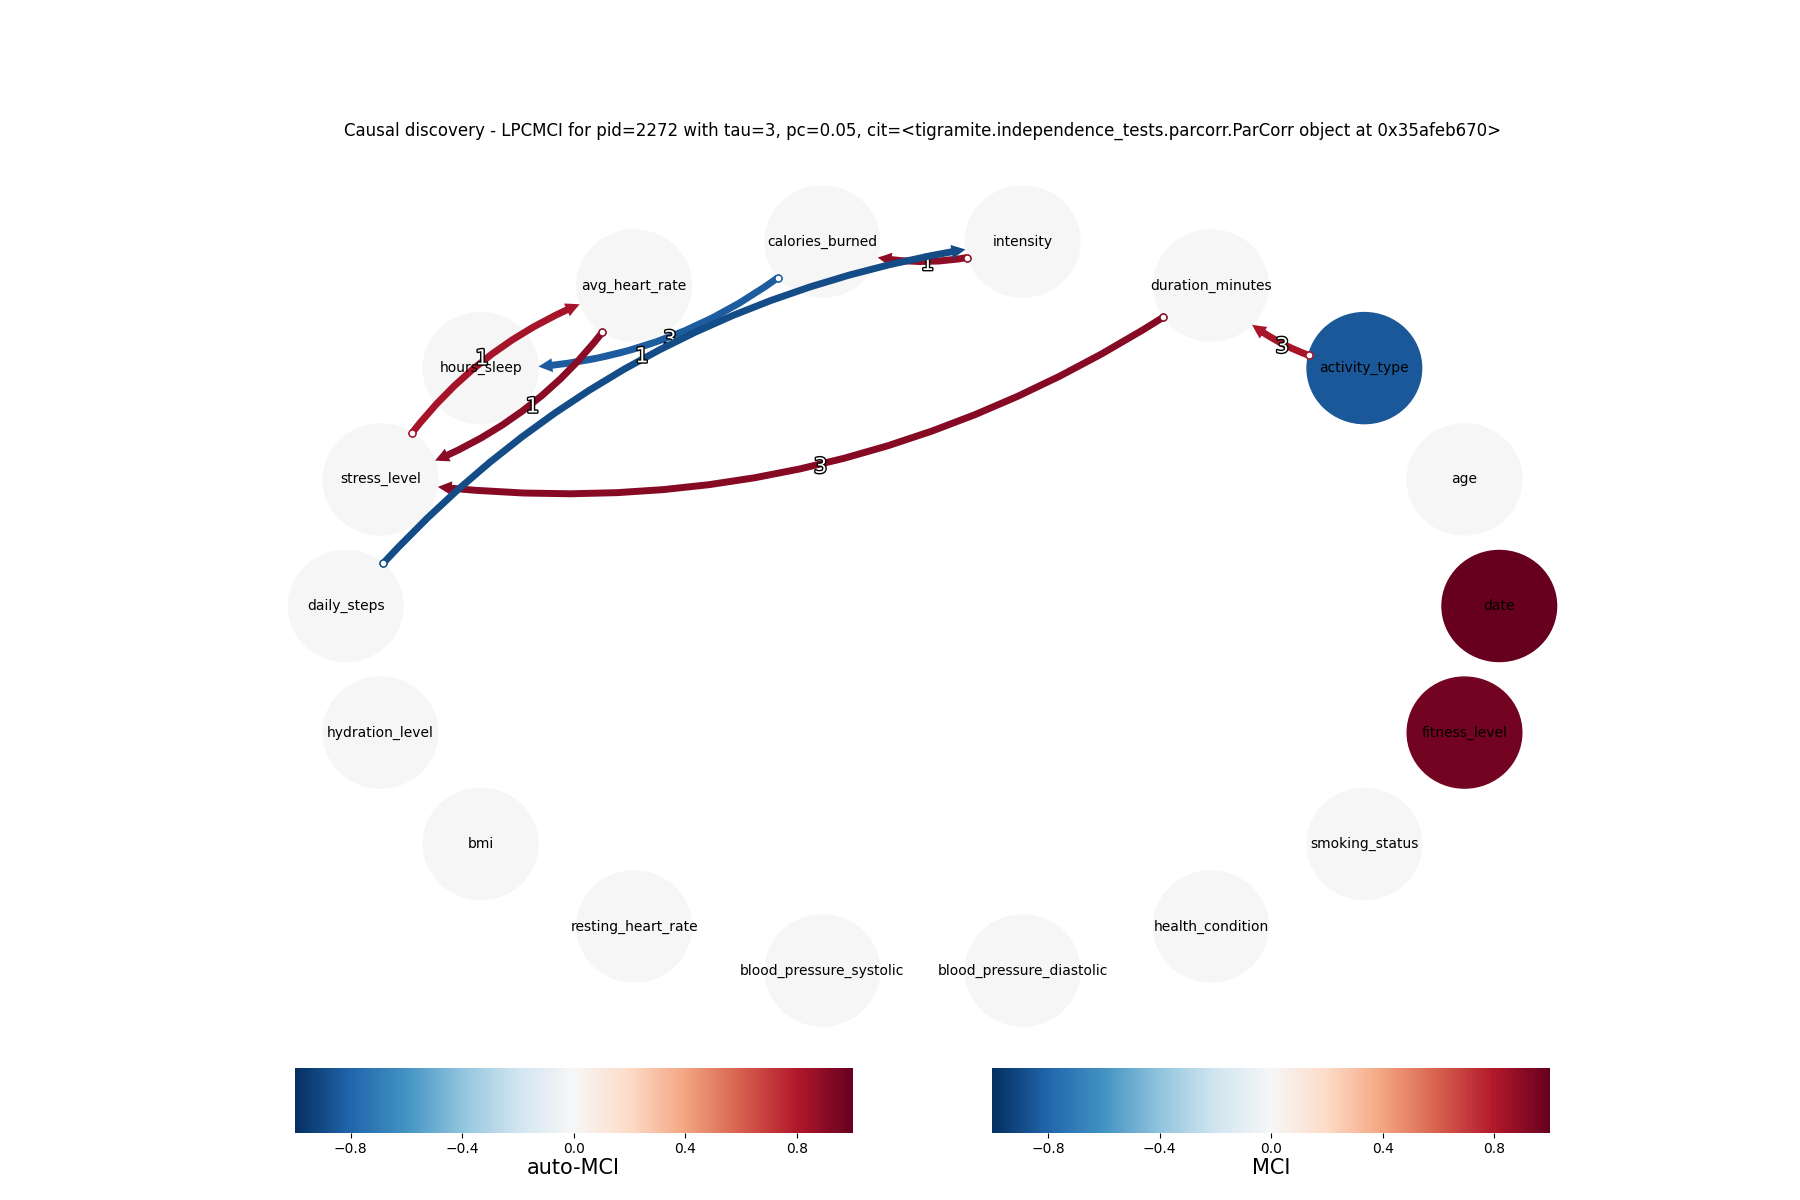 Causal discovery - LPCMCI for pid=2272 with tau=3, pc=0.05, cit=<tigramite.independence_tests.parcorr.ParCorr object at 0x35afeb670>
calories_burned
intensity
1
avg_heart_rate
duration_minutes
3
1
1
3
hours_sleep
activity_type
1
3
stress_level
age
daily_steps
date
hydration_level
fitness_level
bmi
smoking_status
resting_heart_rate
health_condition
blood_pressure_systolic
blood_pressure_diastolic
−0.8 −0.4 0.0 0.4 0.8
auto-MCI
−0.8 −0.4 0.0 0.4 0.8
MCI